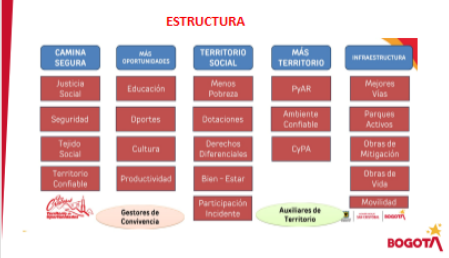 ESTRUCTURA
CAMINA
SEGURA
Justicia
Social
Seguridad
Tejido
Social
Territorio
Confiable
MÁS
OPORTUNIDADES
Educación
Dportes
Cultura
Productividad
TERRITORIO
SOCIAL
Menos
Pobreza
Dotaciones
Derechos
Diferenciales
Bien - Estar
Participación
Incidente
MÁS
TERRITORIO
PyAR
Ambiente
Confiable
CyPA
INFRAESTRUCTURA
Mejores
Vías
Parques
Activos
Obras de
Mitigación
Obras de
Vida
Movilidad
Gestores de
Convivencia
Auxiliares de
Territorio
BOGOTÁ
BOGOTÁ